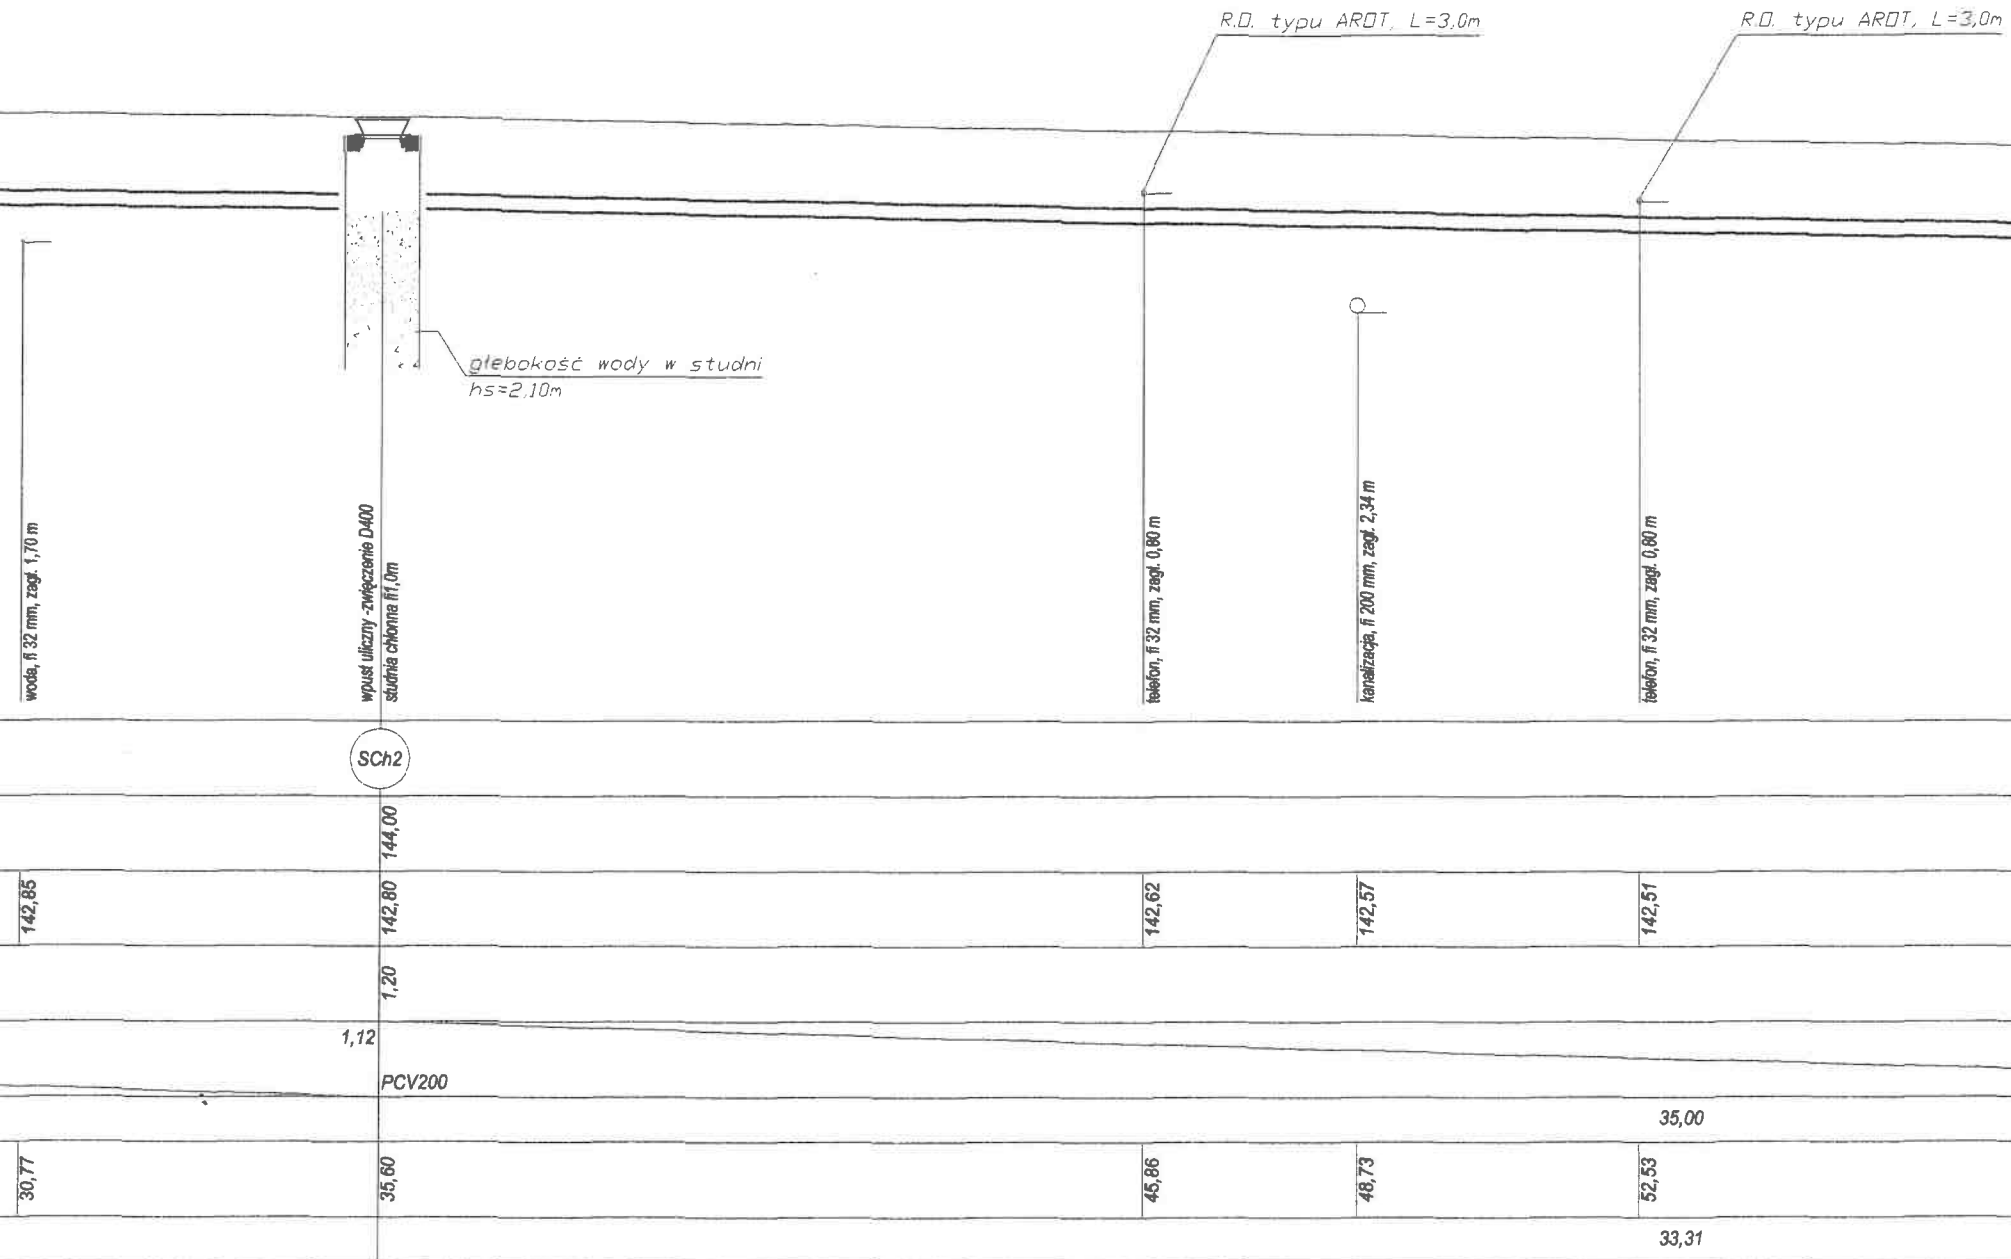 R.O. typu AROT, L=3,0m
R.O. typu AROT, L=3,0m
głebokość wody w studni
hs=2,10m
woda, fi 32 mm, zagł. 1,70 m
wpust uliczny -zwięczenie D400
studnia chłonna fi1,0m
telefon, fi 32 mm, zagł. 0,80 m
kanalizacja, fi 200 mm, zagł. 2,34 m
telefon, fi 32 mm, zagł. 0,80 m
SCh2
144,00
142,85
142,80
142,62
142,57
142,51
1,20
1,12
PCV200
35,00
30,77
35,60
45,86
48,73
52,53
33,31